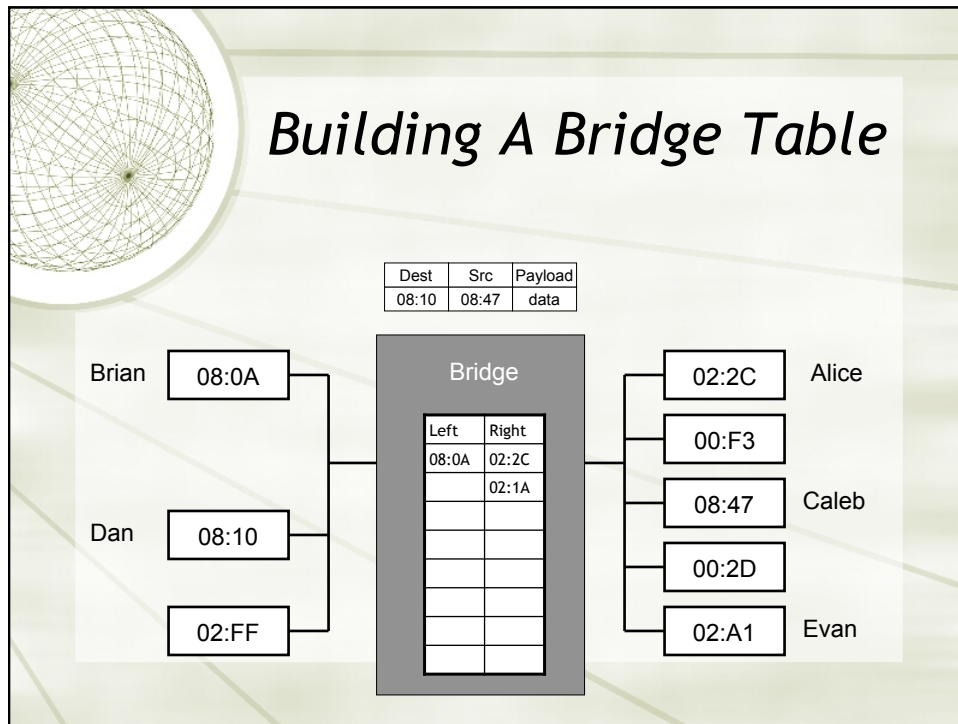 Building A Bridge Table
Dest Src Payload
08:10 08:47 data
Bridge
Left Right
08:0A 02:2C
02:1A
Brian 08:0A
Dan 08:10
02:FF
02:2C Alice
00:F3
08:47 Caleb
00:2D
02:A1 Evan